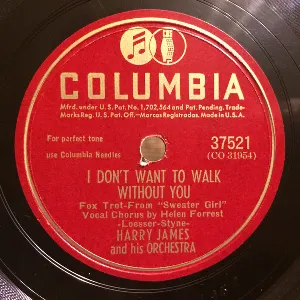 COLUMBIA
Mfrd. under U.S. Pat. No. 1,702,564 and Pat. Pending. Trade-
Marks Reg. U.S. Pat. Off.-Marcas Registradas. Made in U.S.A.
For perfect tone
use Columbia Needles
37521
(CO 31954)
I DON'T WANT TO WALK
WITHOUT YOU
Fox Trot-From "Sweater Girl"
Vocal Chorus by Helen Forrest
-Loesser-Styne-
HARRY JAMES
and his ORCHESTRA